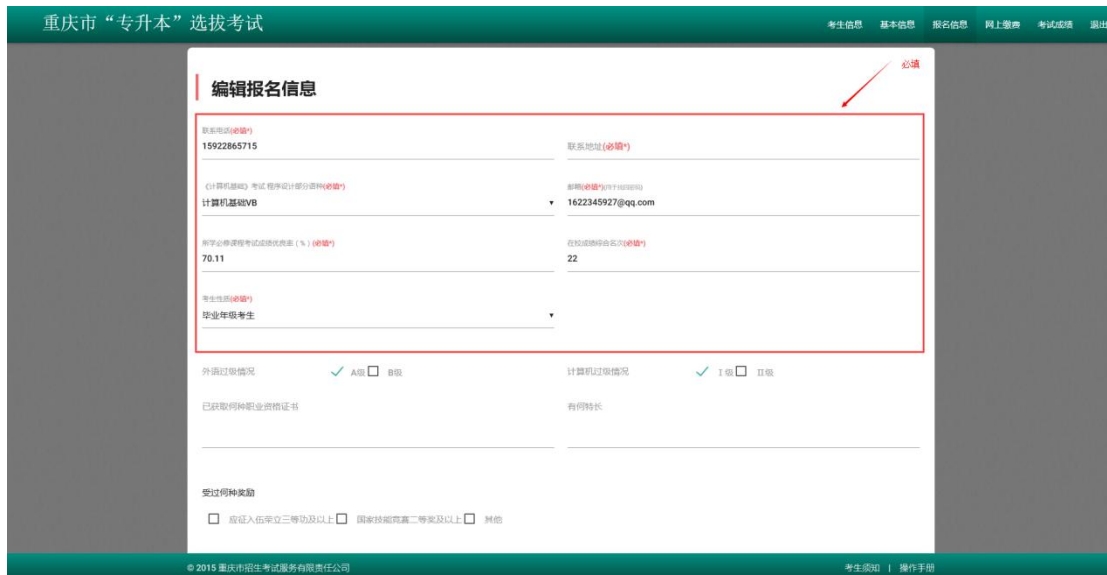 重庆市“专升本”选拔考试
考生信息 基本信息 报名信息 网上缴费 考试成绩 退出
必填
编辑报名信息
联系电话(必填*)
15922865715
联系地址(必填*)
《计算机基础》考试 程序设计部分语种(必填*)
计算机基础VB
邮箱(必填*)(用于找回密码)
1622345927@qq.com
所学必修课程考试成绩优良率(%)(必填*)
70.11
在校成绩综合名次(必填*)
22
考生性质(必填*)
毕业年级考生
外语过级情况 A级 B级
计算机过级情况 I 级 II级
已获取何种职业资格证书
有何特长
受过何种奖励
应征入伍荣立三等功及以上 国家技能竞赛二等奖及以上 其他
© 2015 重庆市招生考试服务有限责任公司
考生须知 | 操作手册